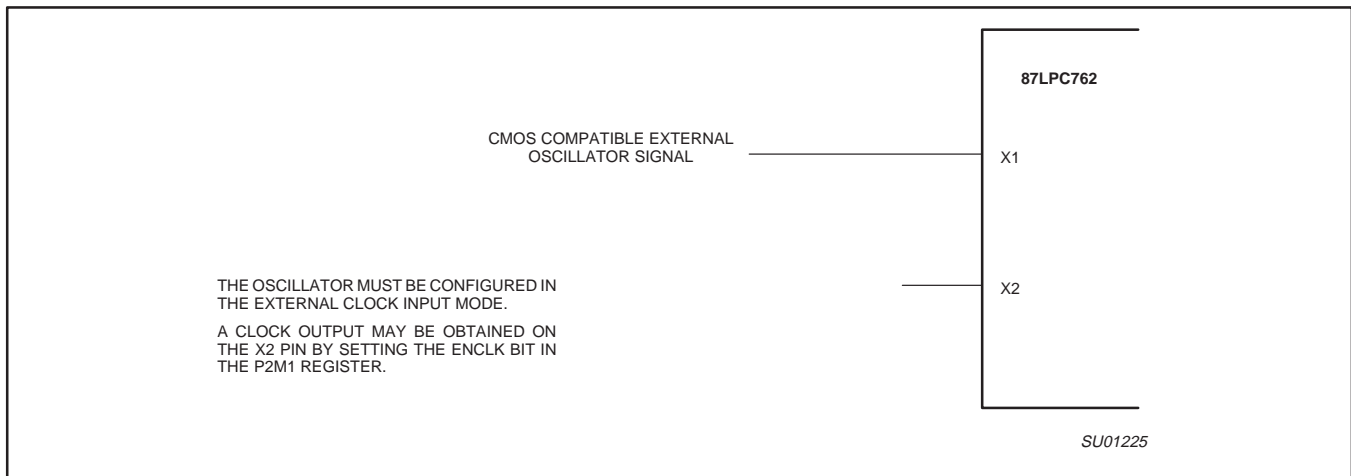 87LPC762
CMOS COMPATIBLE EXTERNAL
OSCILLATOR SIGNAL
X1
THE OSCILLATOR MUST BE CONFIGURED IN
THE EXTERNAL CLOCK INPUT MODE.
X2
A CLOCK OUTPUT MAY BE OBTAINED ON
THE X2 PIN BY SETTING THE ENCLK BIT IN
THE P2M1 REGISTER.
SU01225